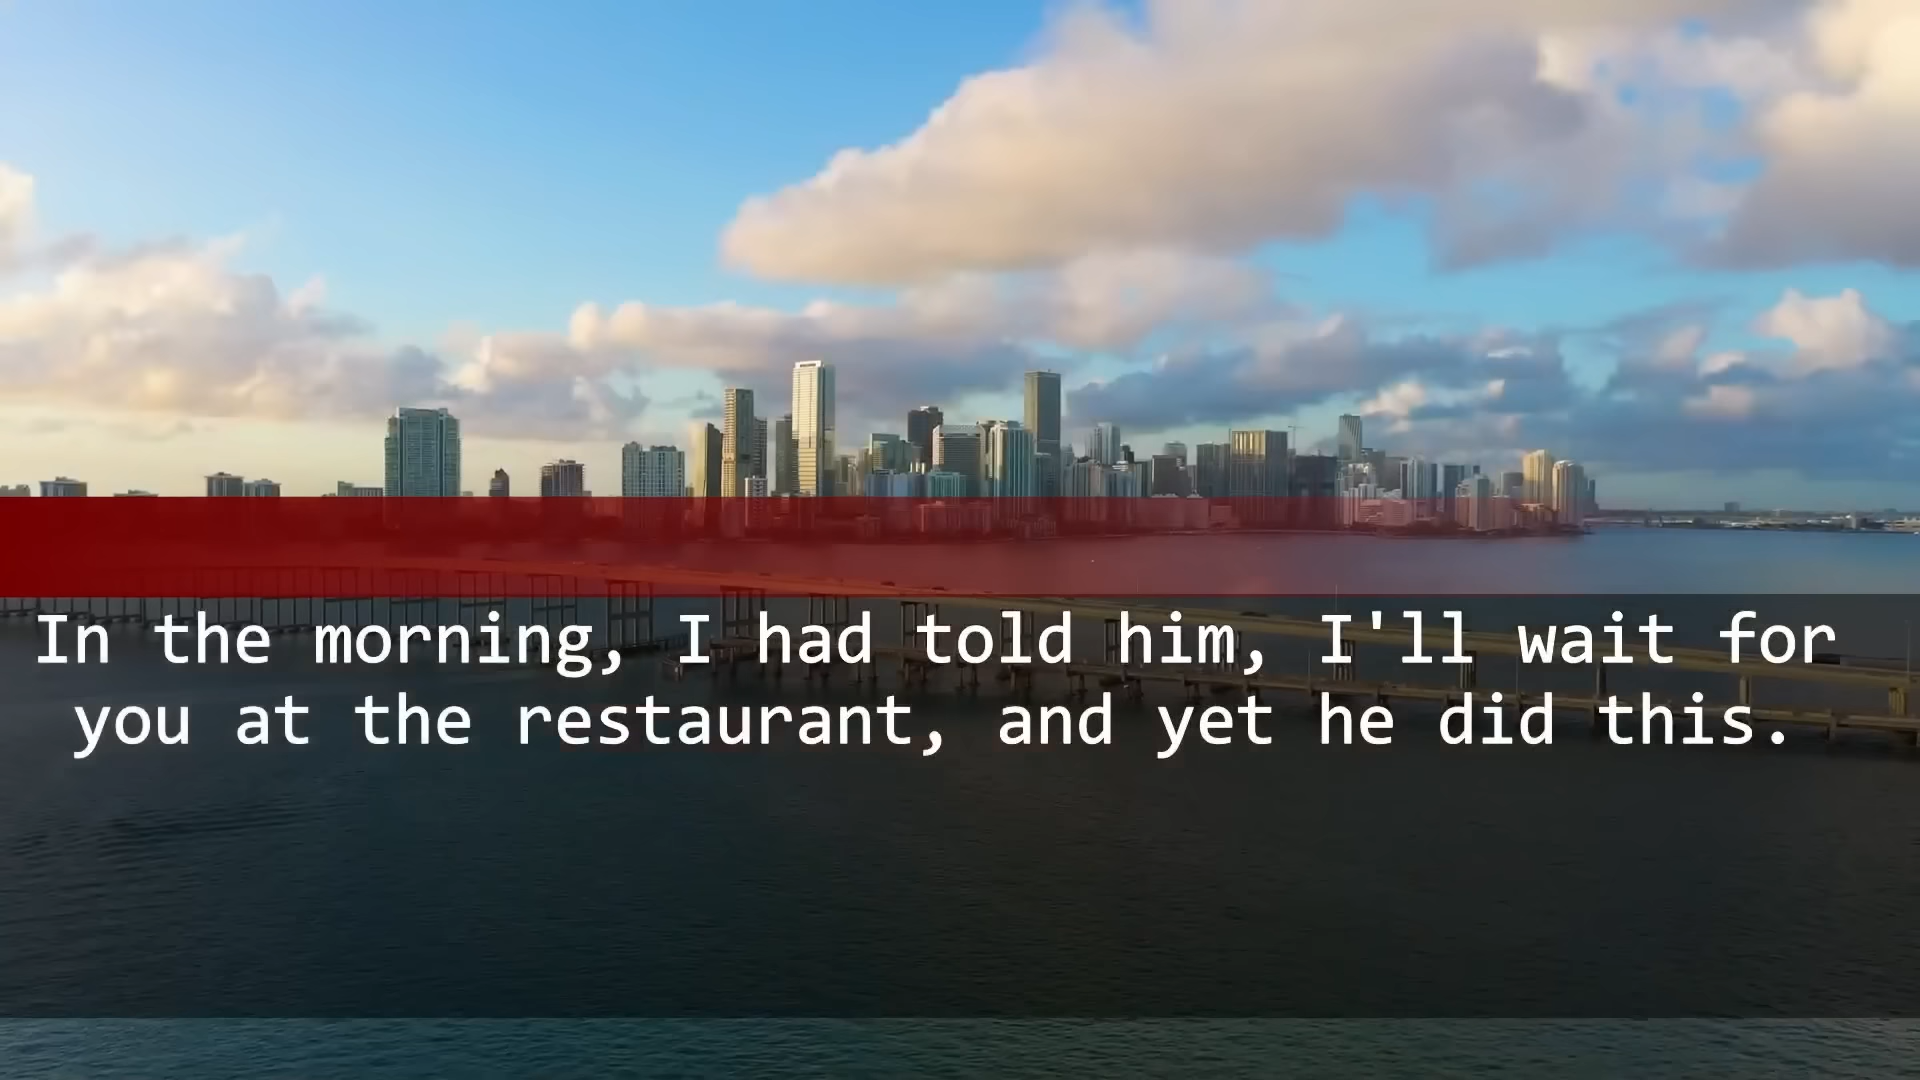 In the morning, I had told him, I'll wait for
you at the restaurant, and yet he did this.